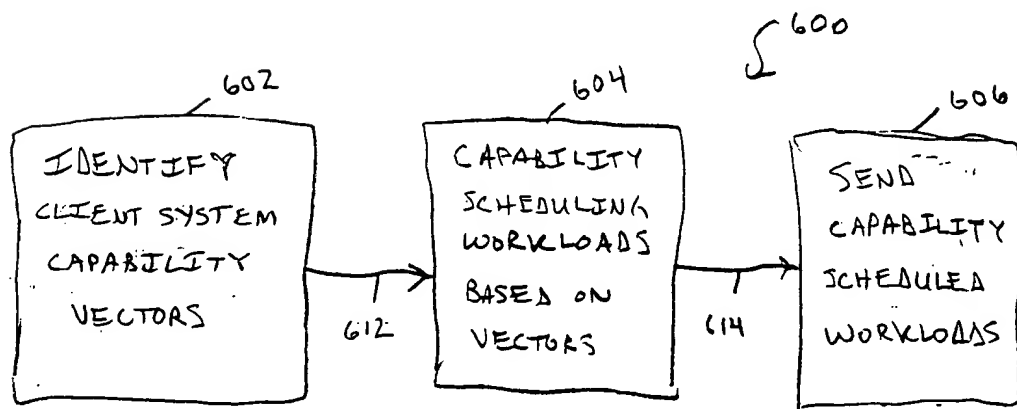 600
602
IDENTIFY
CLIENT SYSTEM
CAPABILITY
VECTORS
612
604
CAPABILITY
SCHEDULING
WORKLOADS
BASED ON
VECTORS
614
606
SEND
CAPABILITY
SCHEDULED
WORKLOADS